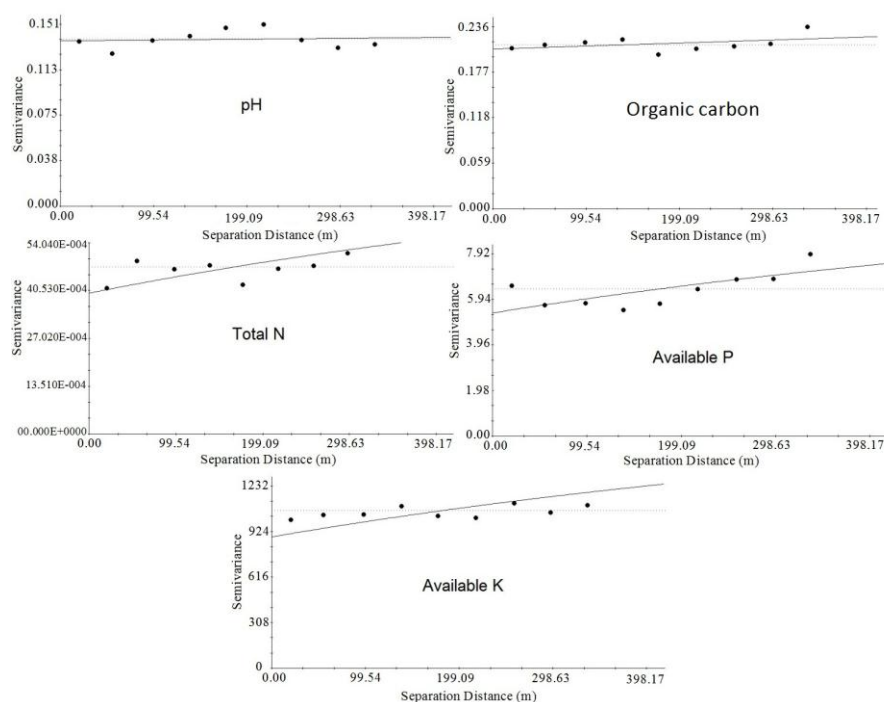 0.151
0.113
0.075
0.038
0.000
Semivariance
pH
0.00 99.54 199.09 298.63 398.17
Separation Distance (m)
0.236
0.177
0.118
0.059
0.000
Semivariance
Organic carbon
0.00 99.54 199.09 298.63 398.17
Separation Distance (m)
54.040E-004
40.530E-004
27.020E-004
13.510E-004
00.000E+0000
Semivariance
Total N
0.00 99.54 199.09 298.63 398.17
Separation Distance (m)
7.92
5.94
3.96
1.98
0.00
Semivariance
Available P
0.00 99.54 199.09 298.63 398.17
Separation Distance (m)
1232
924
616
308
0
Semivariance
Available K
0.00 99.54 199.09 298.63 398.17
Separation Distance (m)